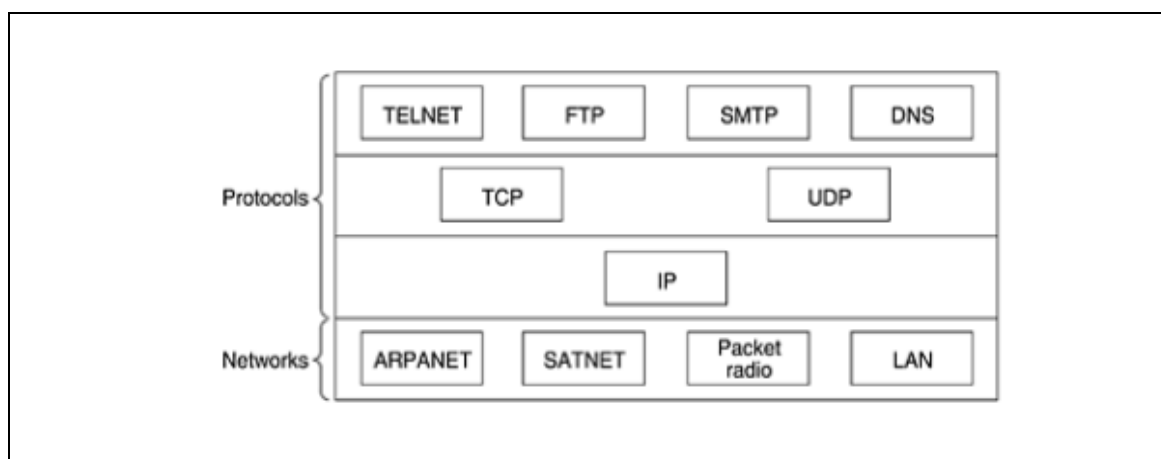 TELNET FTP SMTP DNS
Protocols
TCP UDP
IP
Networks
ARPANET SATNET Packet radio LAN